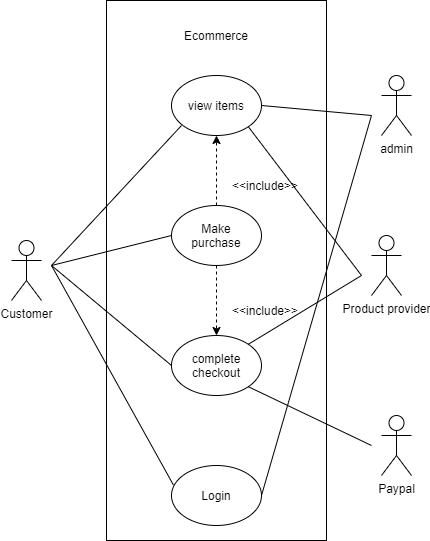 Ecommerce
view items
admin
<<include>>
Make
purchase
Customer
Product provider
<<include>>
complete
checkout
Paypal
Login